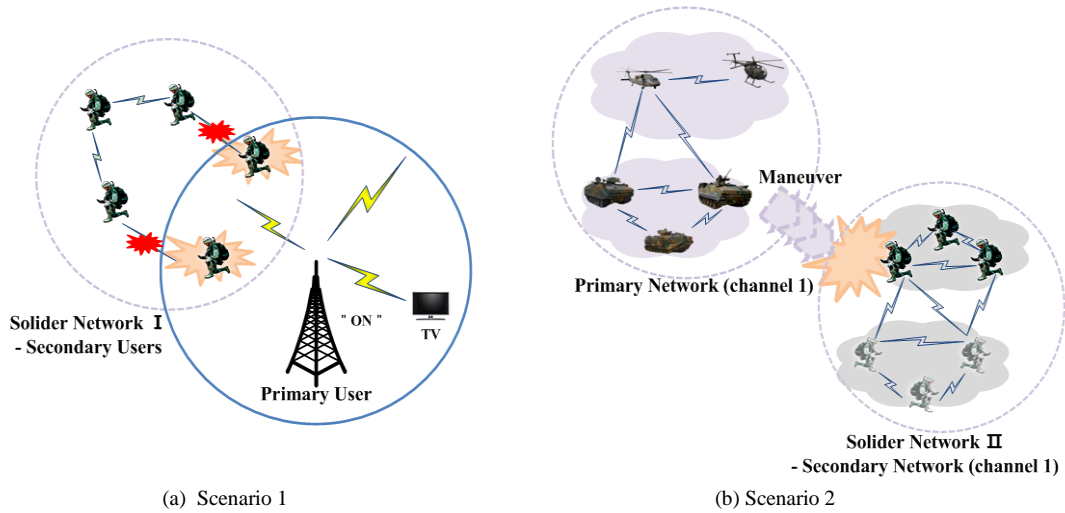 Solider Network Ⅰ
- Secondary Users
" ON "
TV
Primary User
(a) Scenario 1
Maneuver
Primary Network (channel 1)
Solider Network Ⅱ
- Secondary Network (channel 1)
(b) Scenario 2